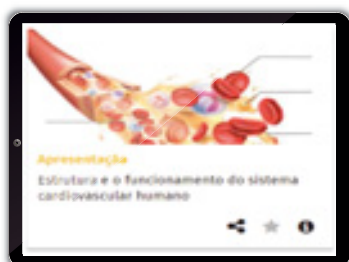 Apresentação
Estrutura e o funcionamento do sistema
cardiovascular humano